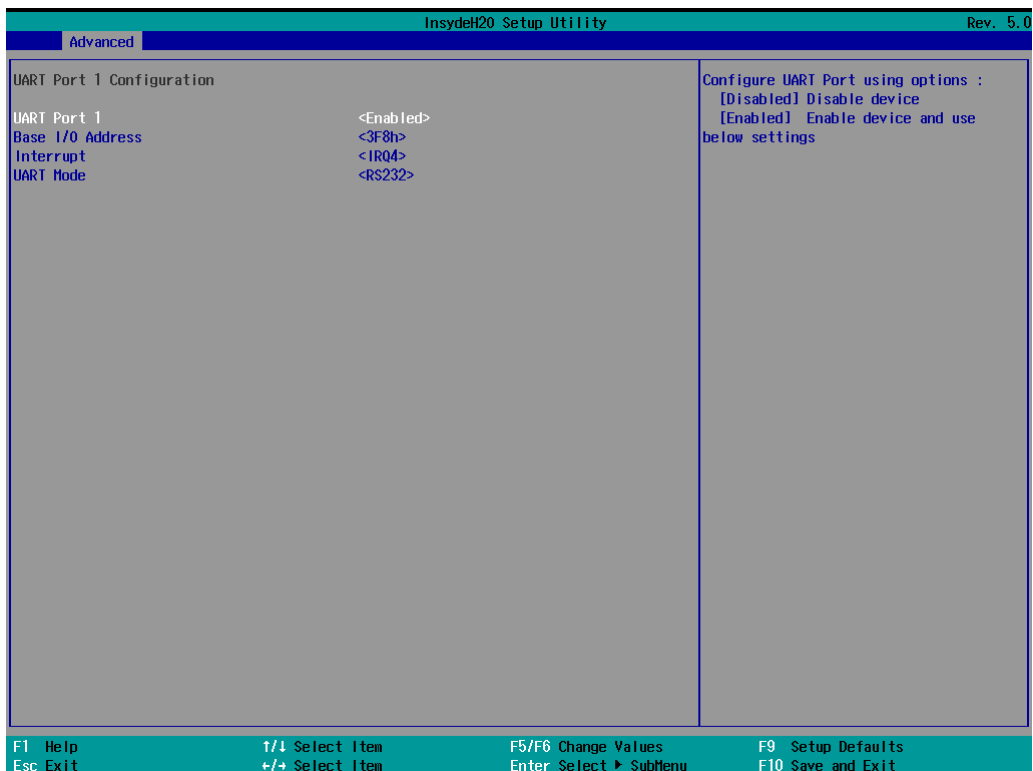 InsydeH20 Setup Utility Rev. 5.0
Advanced
UART Port 1 Configuration
UART Port 1 <Enabled>
Base I/O Address <3F8h>
Interrupt <IRQ4>
UART Mode <RS232>
Configure UART Port using options :
[Disabled] Disable device
[Enabled] Enable device and use
below settings
F1 Help ↑/↓ Select Item F5/F6 Change Values F9 Setup Defaults
Esc Exit ←/→ Select Item Enter Select ▶ SubMenu F10 Save and Exit